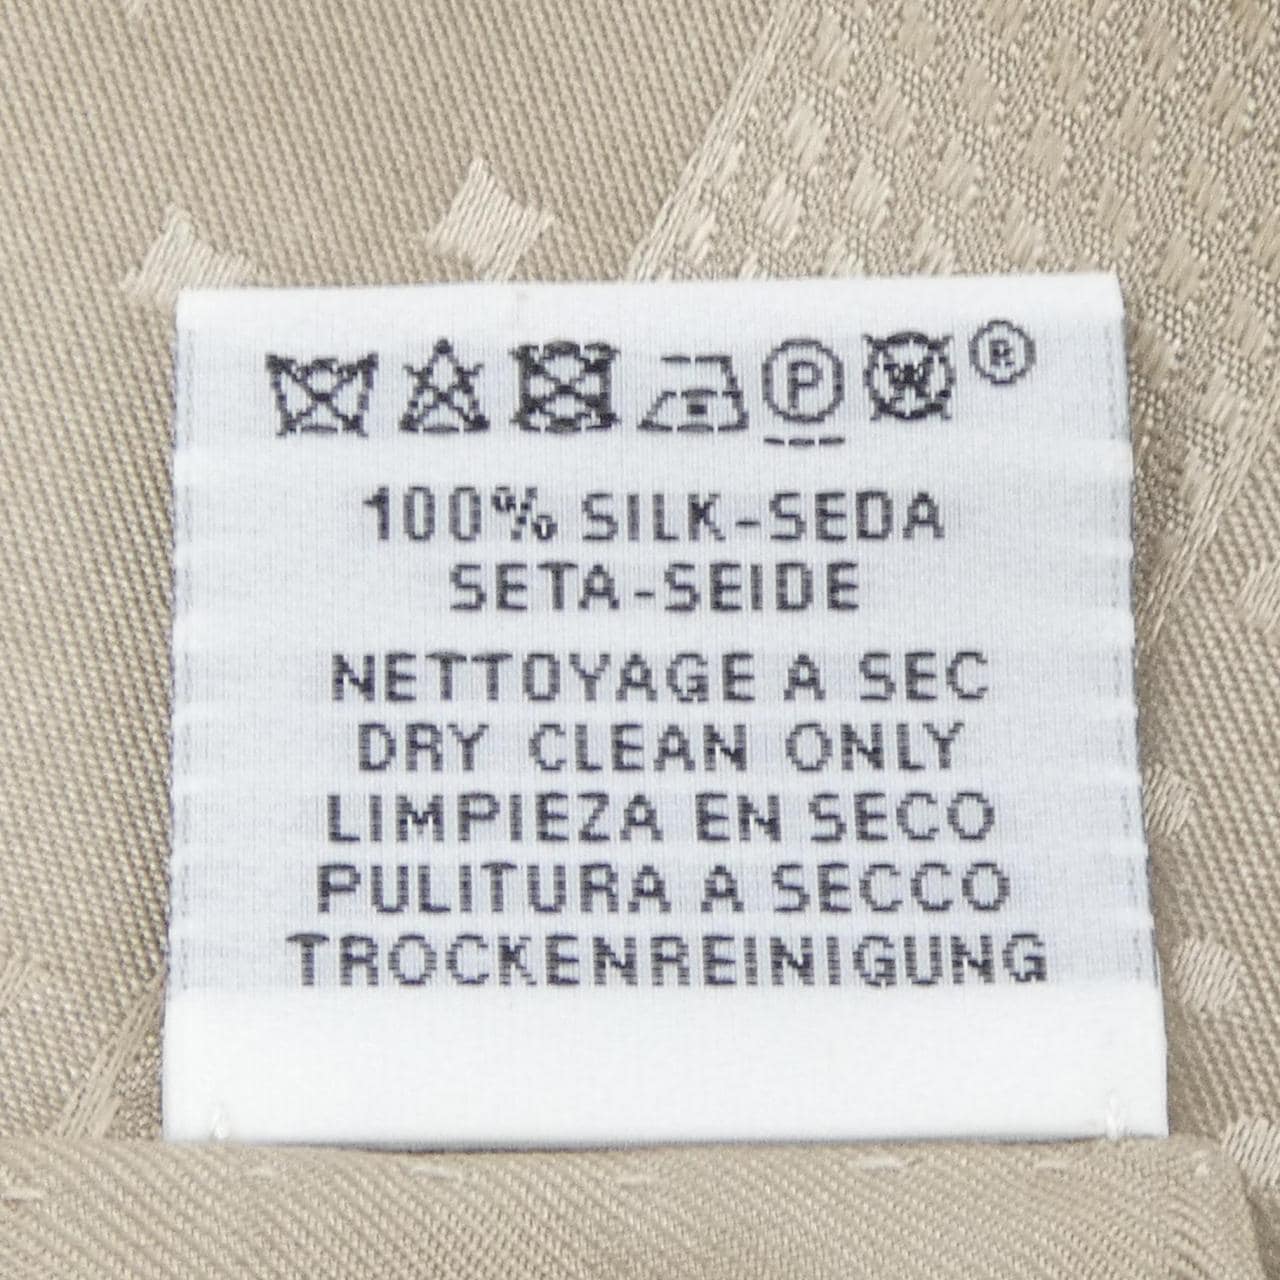 P W ®
100% SILK-SEDA
SETA-SEIDE
NETTOYAGE A SEC
DRY CLEAN ONLY
LIMPIEZA EN SECO
PULITURA A SECCO
TROCKENREINIGUNG